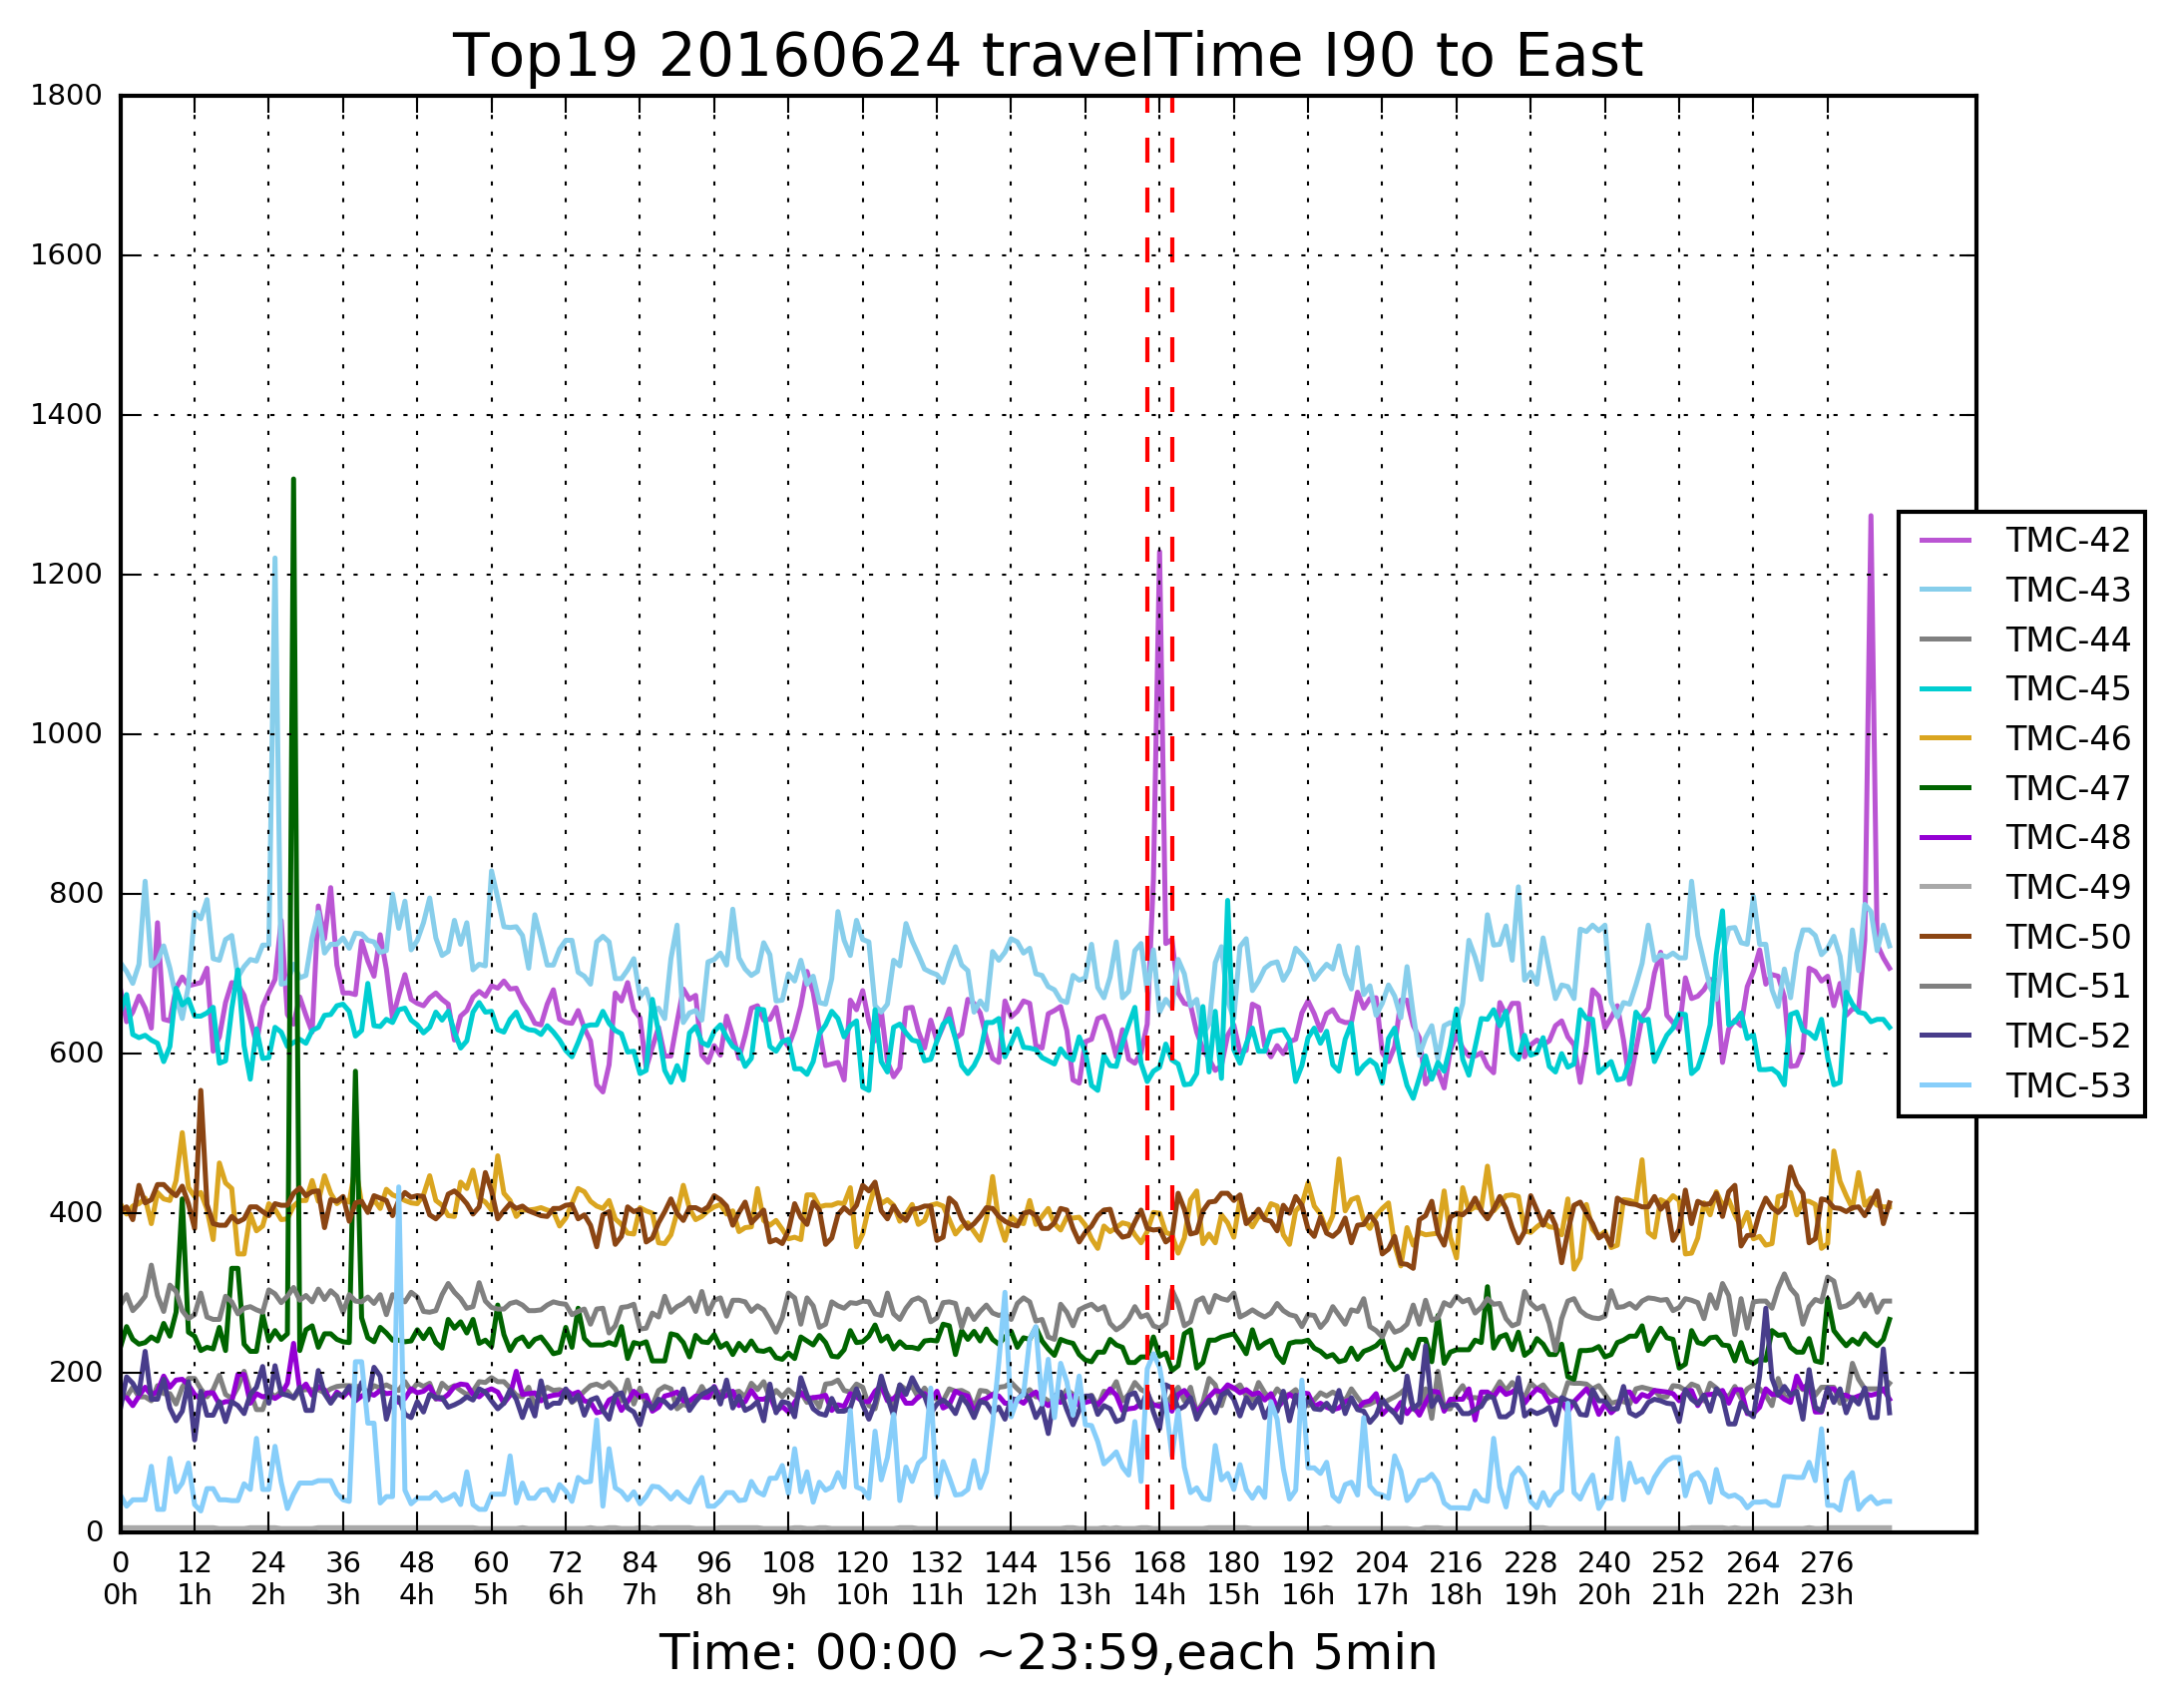 Top19 20160624 travelTime I90 to East
1800
1600
1400
1200
1000
800
600
400
200
0
TMC-42
TMC-43
TMC-44
TMC-45
TMC-46
TMC-47
TMC-48
TMC-49
TMC-50
TMC-51
TMC-52
TMC-53
0 12 24 36 48 60 72 84 96 108 120 132 144 156 168 180 192 204 216 228 240 252 264 276
0h 1h 2h 3h 4h 5h 6h 7h 8h 9h 10h 11h 12h 13h 14h 15h 16h 17h 18h 19h 20h 21h 22h 23h
Time: 00:00 ~23:59,each 5min